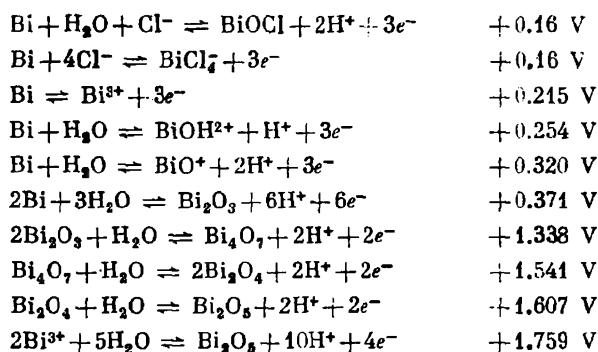 Bi+H₂O+Cl⁻ ⇌ BiOCl+2H⁺+3e⁻ +0.16 V
Bi+4Cl⁻ ⇌ BiCl₄⁻+3e⁻ +0.16 V
Bi ⇌ Bi³⁺+3e⁻ +0.215 V
Bi+H₂O ⇌ BiOH²⁺+H⁺+3e⁻ +0.254 V
Bi+H₂O ⇌ BiO⁺+2H⁺+3e⁻ +0.320 V
2Bi+3H₂O ⇌ Bi₂O₃+6H⁺+6e⁻ +0.371 V
2Bi₂O₃+H₂O ⇌ Bi₄O₇+2H⁺+2e⁻ +1.338 V
Bi₄O₇+H₂O ⇌ 2Bi₂O₄+2H⁺+2e⁻ +1.541 V
Bi₂O₄+H₂O ⇌ Bi₂O₅+2H⁺+2e⁻ +1.607 V
2Bi³⁺+5H₂O ⇌ Bi₂O₅+10H⁺+4e⁻ +1.759 V